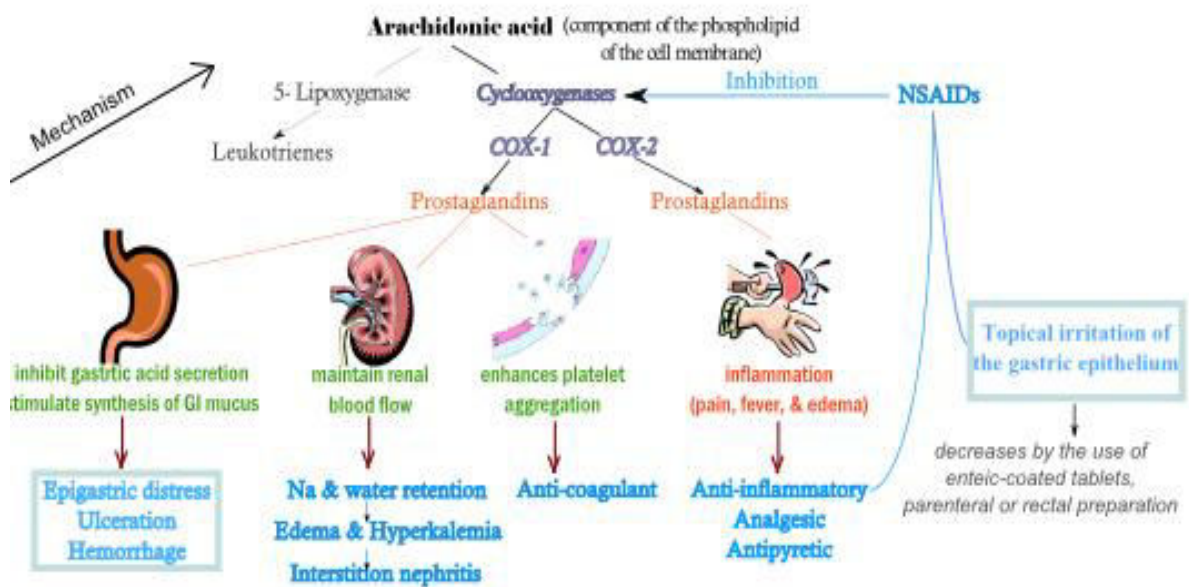 Arachidonic acid (component of the phospholipid
of the cell membrane)
Mechanism
5- Lipoxygenase
Cyclooxygenases
Inhibition
NSAIDs
Leukotrienes
COX-1
COX-2
Prostaglandins
Prostaglandins
inhibit gastritic acid secretion
stimulate synthesis of GI mucus
maintain renal
blood flow
enhances platelet
aggregation
inflammation
(pain, fever, & edema)
Topical irritation of
the gastric epithelium
decreases by the use of
enteic-coated tablets,
parenteral or rectal preparation
Epigastric distress
Ulceration
Hemorrhage
Na & water retention
Edema & Hyperkalemia
Interstition nephritis
Anti-coagulant
Anti-inflammatory
Analgesic
Antipyretic